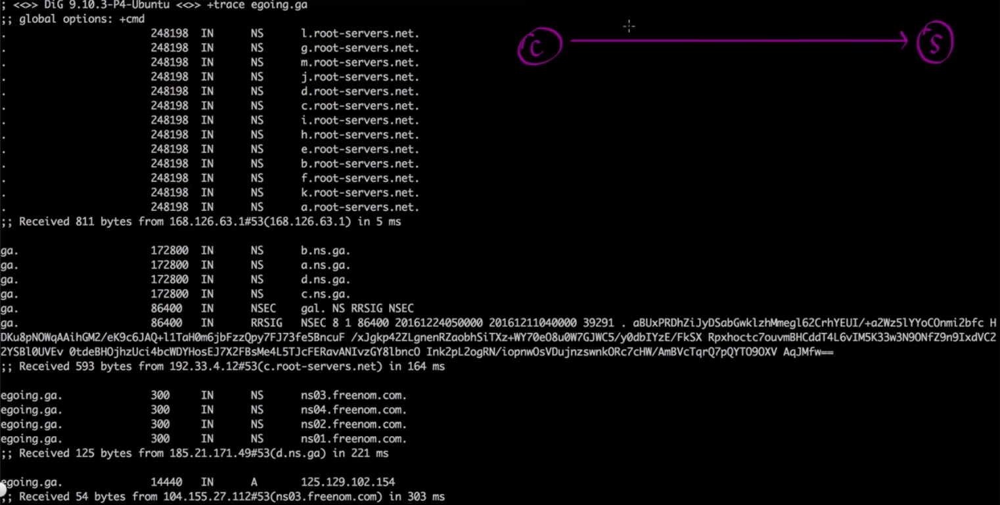 ; <<>> DiG 9.10.3-P4-Ubuntu <<>> +trace egoing.ga
;; global options: +cmd
. 248198 IN NS l.root-servers.net.
. 248198 IN NS g.root-servers.net.
. 248198 IN NS m.root-servers.net.
. 248198 IN NS j.root-servers.net.
. 248198 IN NS d.root-servers.net.
. 248198 IN NS c.root-servers.net.
. 248198 IN NS i.root-servers.net.
. 248198 IN NS h.root-servers.net.
. 248198 IN NS e.root-servers.net.
. 248198 IN NS b.root-servers.net.
. 248198 IN NS f.root-servers.net.
. 248198 IN NS k.root-servers.net.
. 248198 IN NS a.root-servers.net.
;; Received 811 bytes from 168.126.63.1#53(168.126.63.1) in 5 ms
ga. 172800 IN NS b.ns.ga.
ga. 172800 IN NS a.ns.ga.
ga. 172800 IN NS d.ns.ga.
ga. 172800 IN NS c.ns.ga.
ga. 86400 IN NSEC gal. NS RRSIG NSEC
ga. 86400 IN RRSIG NSEC 8 1 86400 20161224050000 20161211040000 39291 . aBUxPRDhZiJyDSabGwklzhMmegl62CrhYEUI/+a2Wz5lYYoCOnmi2bfc H
DKu8pNOWqAAihGM2/eK9c6JAQ+l1TaH0m6jbFzzQpy7FJ73fe5BncuF /xJgkp42ZLgnenRZaobhSiTXz+WY70eO8u0W7GJWC5/y0dbIYzE/FkSX Rpxhoctc7ouvmBHCddT4L6vIM5K33w3N9ONfZ9n9IxdVC2
2YSBl0UVEv 0tdeBHOjhzUci4bcWDYHosEJ7X2FBsMe4L5TJcFERavANIvzGY8lbncO Ink2pL2ogRN/iopnwOsVDujnzswnkORc7cHW/AmBVcTqrQ7pQYTO9OXV AqJMfw==
;; Received 593 bytes from 192.33.4.12#53(c.root-servers.net) in 164 ms
egoing.ga. 300 IN NS ns03.freenom.com.
egoing.ga. 300 IN NS ns04.freenom.com.
egoing.ga. 300 IN NS ns02.freenom.com.
egoing.ga. 300 IN NS ns01.freenom.com.
;; Received 125 bytes from 185.21.171.49#53(d.ns.ga) in 221 ms
egoing.ga. 14440 IN A 125.129.102.154
;; Received 54 bytes from 104.155.27.112#53(ns03.freenom.com) in 303 ms
C
S